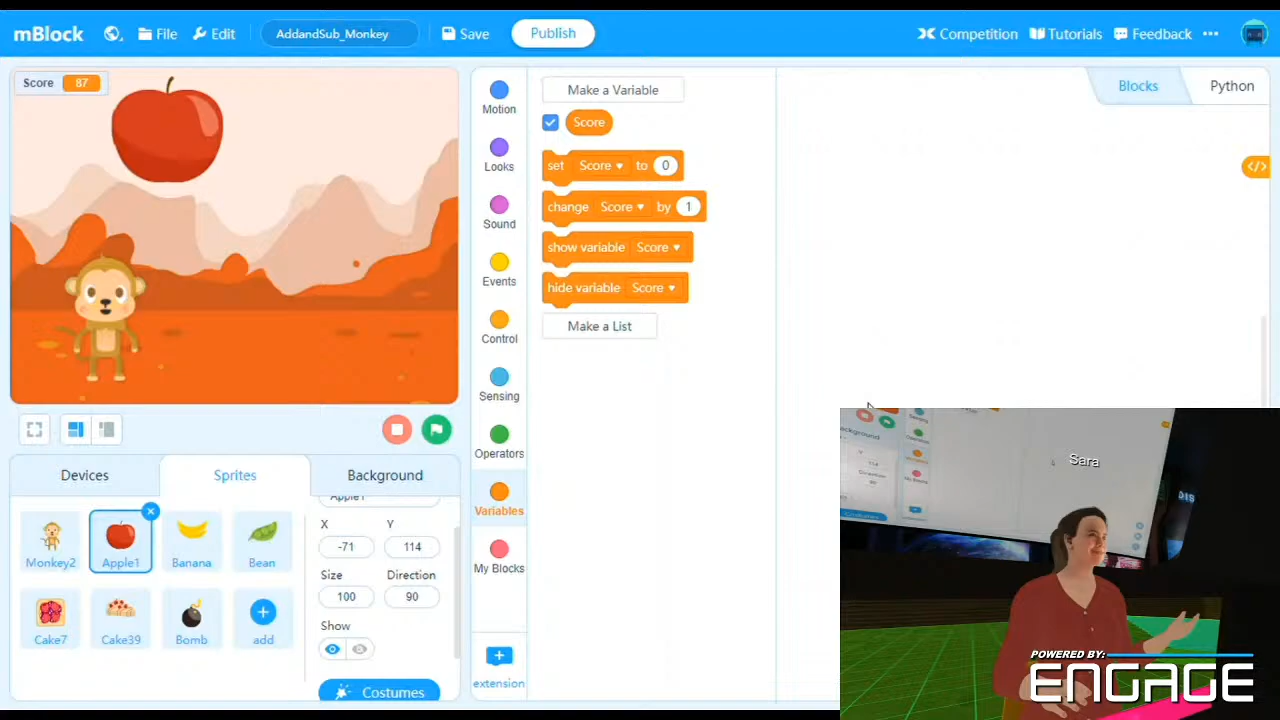 mBlock
File
Edit
AddandSub_Monkey
Save
Publish
Competition
Tutorials
Feedback
Score 87
Motion
Looks
Sound
Events
Control
Sensing
Operators
Variables
My Blocks
extension
Make a Variable
Score
set Score to 0
change Score by 1
show variable Score
hide variable Score
Make a List
Blocks
Python
Devices
Sprites
Background
Monkey2
Apple1
Banana
Bean
Cake7
Cake39
Bomb
add
Apple1
X
Y
-71
114
Size
Direction
100
90
Show
Costumes
Sara
POWERED BY:
ENGAGE